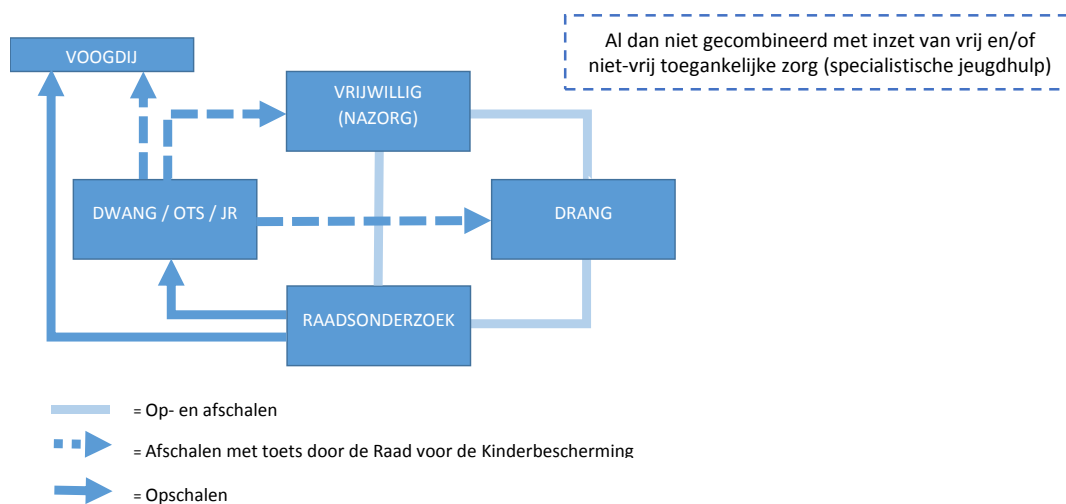 VOOGDIJ
Al dan niet gecombineerd met inzet van vrij en/of
niet-vrij toegankelijke zorg (specialistische jeugdhulp)
VRIJWILLIG
(NAZORG)
DWANG / OTS / JR
DRANG
RAADSONDERZOEK
= Op- en afschalen
= Afschalen met toets door de Raad voor de Kinderbescherming
= Opschalen